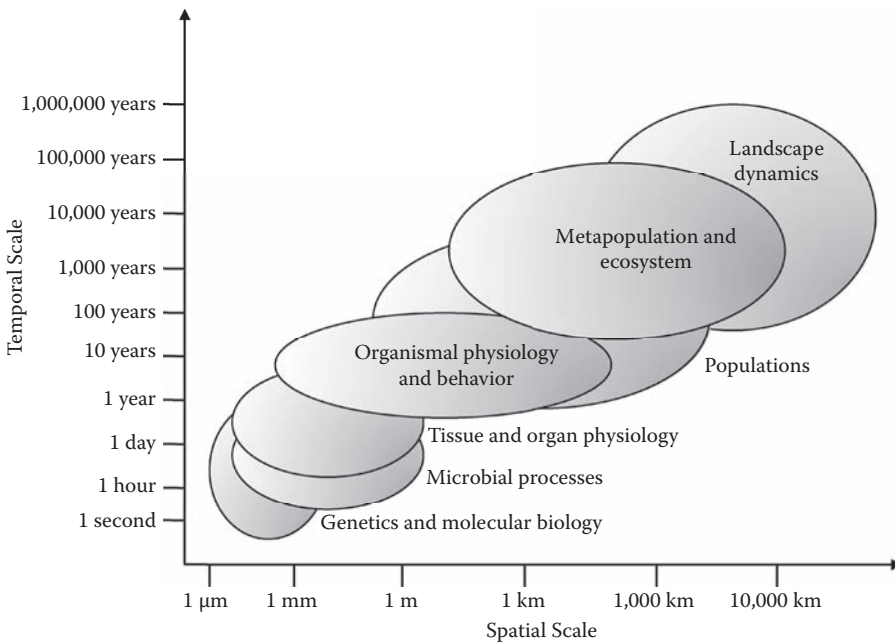 1,000,000 years
100,000 years
10,000 years
1,000 years
100 years
10 years
1 year
1 day
1 hour
1 second
Temporal Scale
Landscape
dynamics
Metapopulation and
ecosystem
Organismal physiology
and behavior
Populations
Tissue and organ physiology
Microbial processes
Genetics and molecular biology
1 μm
1 mm
1 m
1 km
1,000 km
10,000 km
Spatial Scale